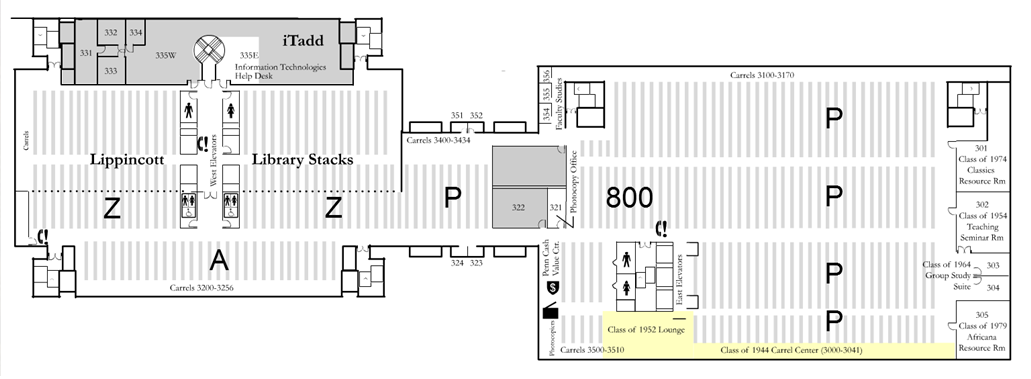 332
334
iTadd
331
335W
335E
333
Information Technologies
Help Desk
Carrels
Lippincott
West Elevators
Library Stacks
Z
Z
A
Carrels 3200-3256
351
352
Carrels 3400-3434
P
322
321
Photocopy Office
324
323
356
355
354
Faculty Studies
Carrels 3100-3170
P
P
800
P
P
301
Class of 1974
Classics
Resource Rm
302
Class of 1954
Teaching
Seminar Rm
Class of 1964
Group Study
Suite
303
304
305
Class of 1979
Africana
Resource Rm
Penn Cash
Value Ctr.
$
East Elevators
Photocopiers
Class of 1952 Lounge
Carrels 3500-3510
Class of 1944 Carrel Center (3000-3041)